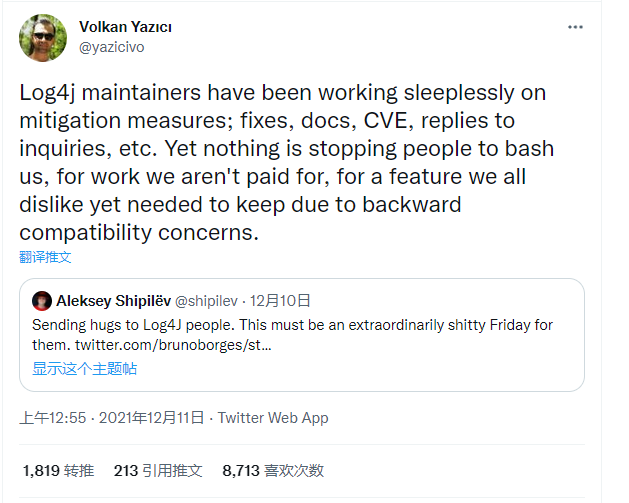 Volkan Yazıcı
@yazicivo
Log4j maintainers have been working sleeplessly on
mitigation measures; fixes, docs, CVE, replies to
inquiries, etc. Yet nothing is stopping people to bash
us, for work we aren't paid for, for a feature we all
dislike yet needed to keep due to backward
compatibility concerns.
翻译推文
Aleksey Shipilëv @shipilev · 12月10日
Sending hugs to Log4J people. This must be an extraordinarily shitty Friday for
them. twitter.com/brunoborges/st…
显示这个主题帖
上午12:55 · 2021年12月11日 · Twitter Web App
1,819 转推 213 引用推文 8,713 喜欢次数